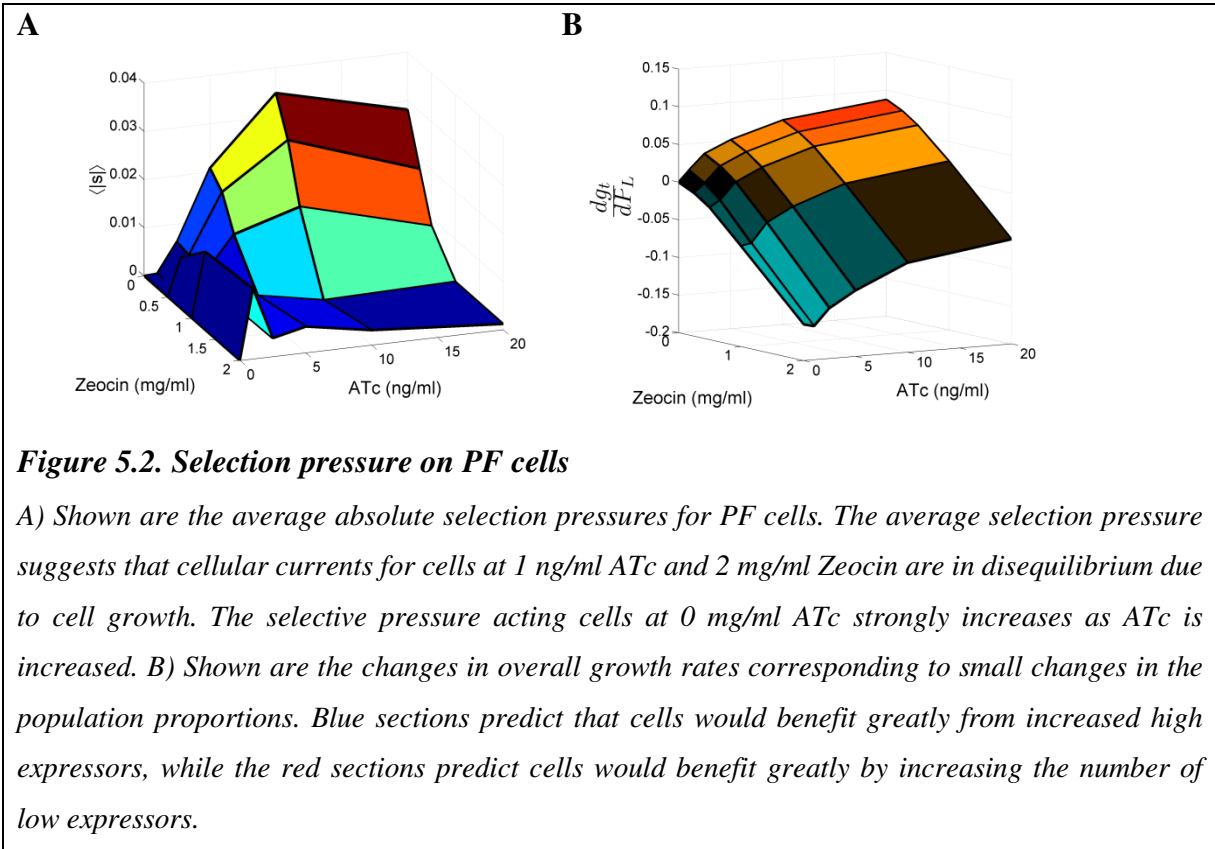 A
B
0.04
0.03
0.02
0.01
0
⟨|s|⟩
0
0.5
1
1.5
2
Zeocin (mg/ml)
0
5
10
15
20
ATc (ng/ml)
0.15
0.1
0.05
0
-0.05
-0.1
-0.15
-0.2
dg_t
dP_L
0
1
2
Zeocin (mg/ml)
0
5
10
15
20
ATc (ng/ml)
Figure 5.2. Selection pressure on PF cells
A) Shown are the average absolute selection pressures for PF cells. The average selection pressure
suggests that cellular currents for cells at 1 ng/ml ATc and 2 mg/ml Zeocin are in disequilibrium due
to cell growth. The selective pressure acting cells at 0 mg/ml ATc strongly increases as ATc is
increased. B) Shown are the changes in overall growth rates corresponding to small changes in the
population proportions. Blue sections predict that cells would benefit greatly from increased high
expressors, while the red sections predict cells would benefit greatly by increasing the number of
low expressors.